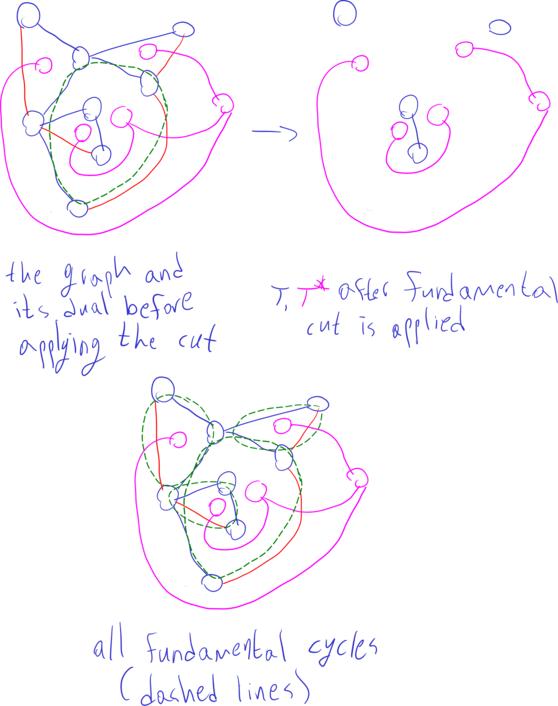 the graph and
its dual before
applying the cut
T, T* after fundamental
cut is applied
all fundamental cycles
(dashed lines)